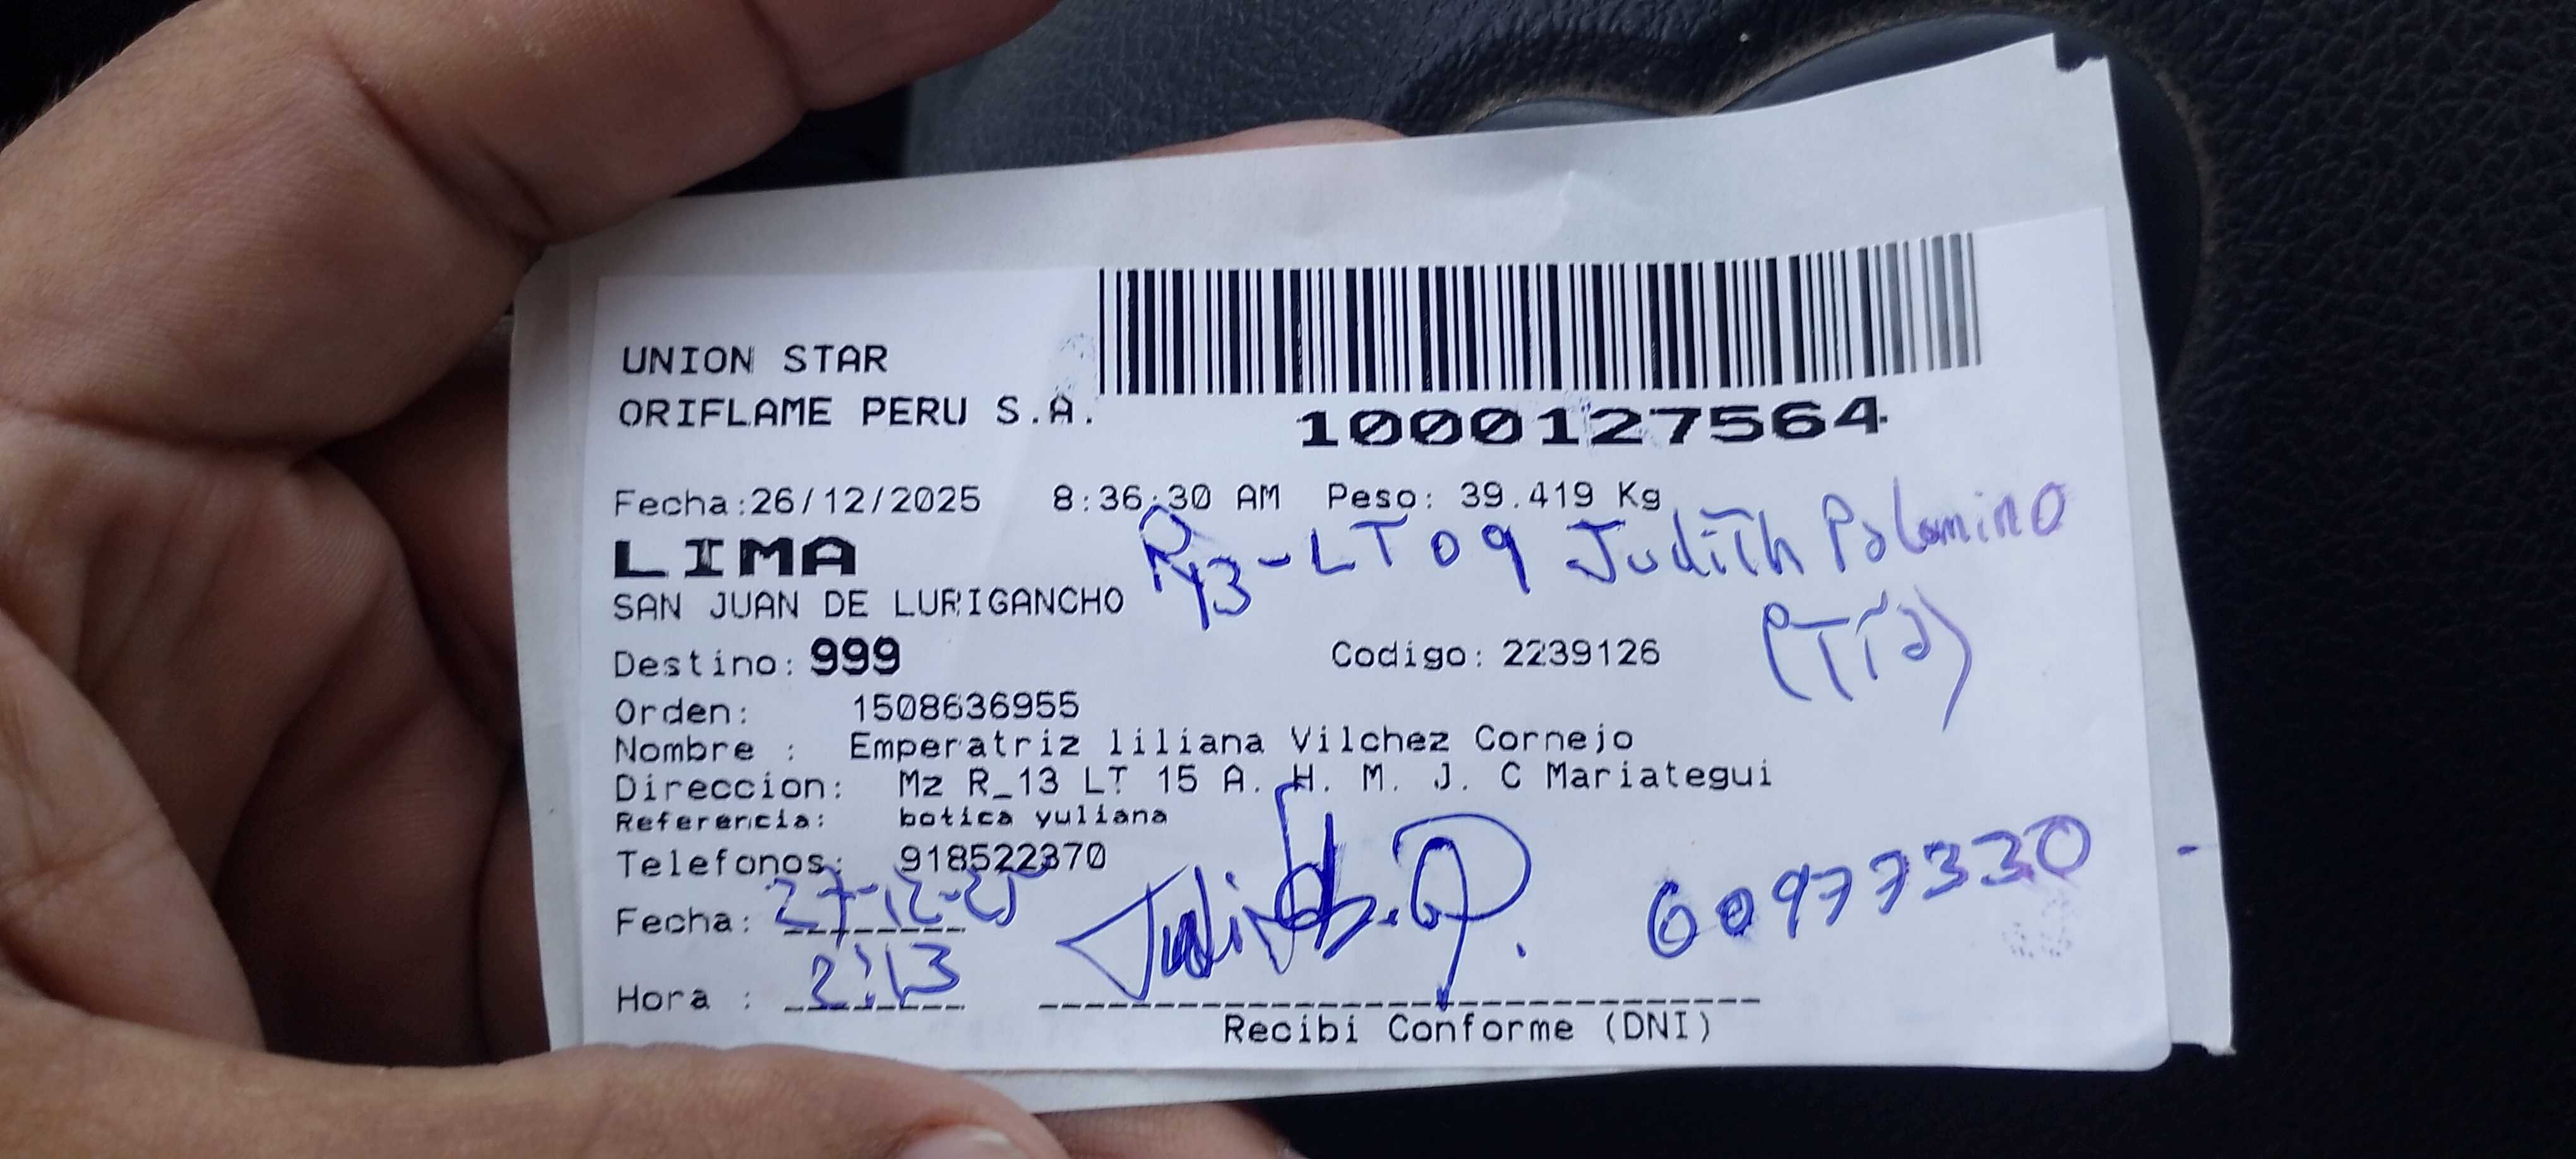 UNION STAR
ORIFLAME PERU S.A.
1000127564
Fecha:26/12/2025 8:36:30 AM Peso: 39.419 Kg
LIMA
R13-LT09 Judith Palomino
SAN JUAN DE LURIGANCHO
(Tía)
Destino: 999 Codigo: 2239126
Orden: 1508636955
Nombre : Emperatriz liliana Vilchez Cornejo
Direccion: Mz R_13 LT 15 A. H. M. J. C Mariategui
Referencia: botica yuliana
Telefonos: 918522370
Fecha: 27-12-25
Judith.P. 60977330
Hora : 2:13
Recibi Conforme (DNI)